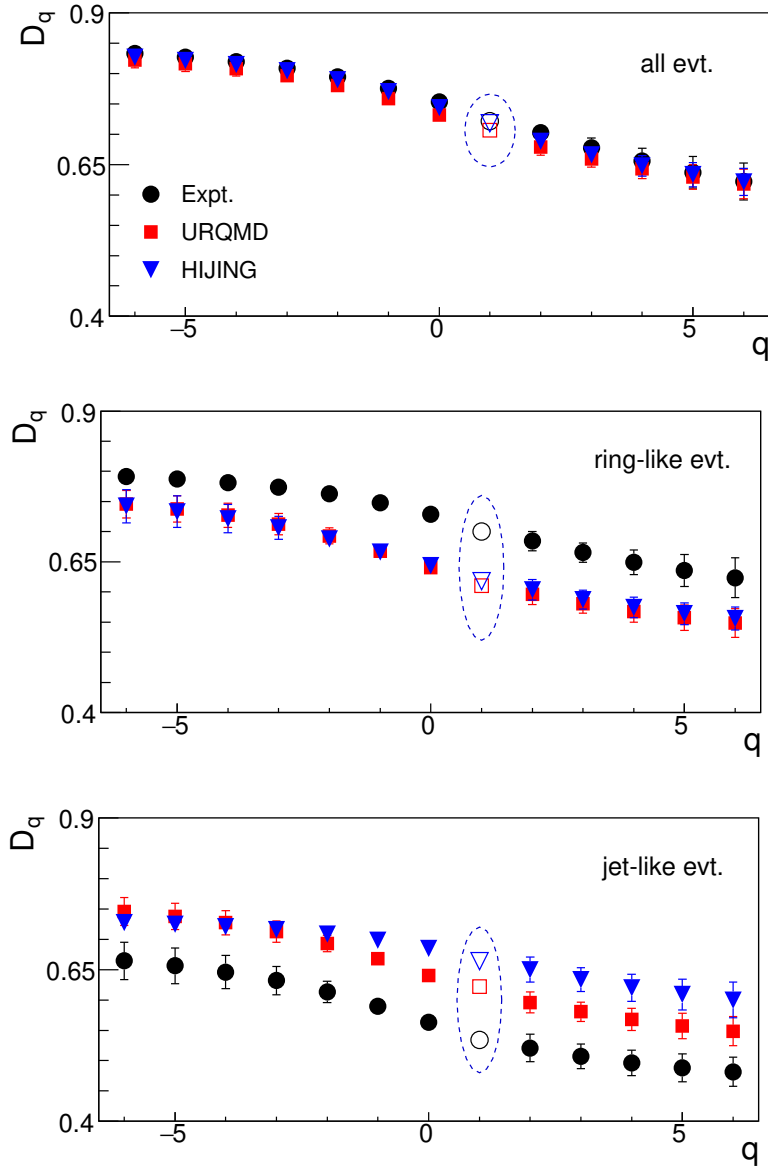 D_q
0.9
all evt.
0.65
Expt.
URQMD
HIJING
0.4
−5
0
5
q
D_q
0.9
ring-like evt.
0.65
0.4
−5
0
5
q
D_q
0.9
jet-like evt.
0.65
0.4
−5
0
5
q